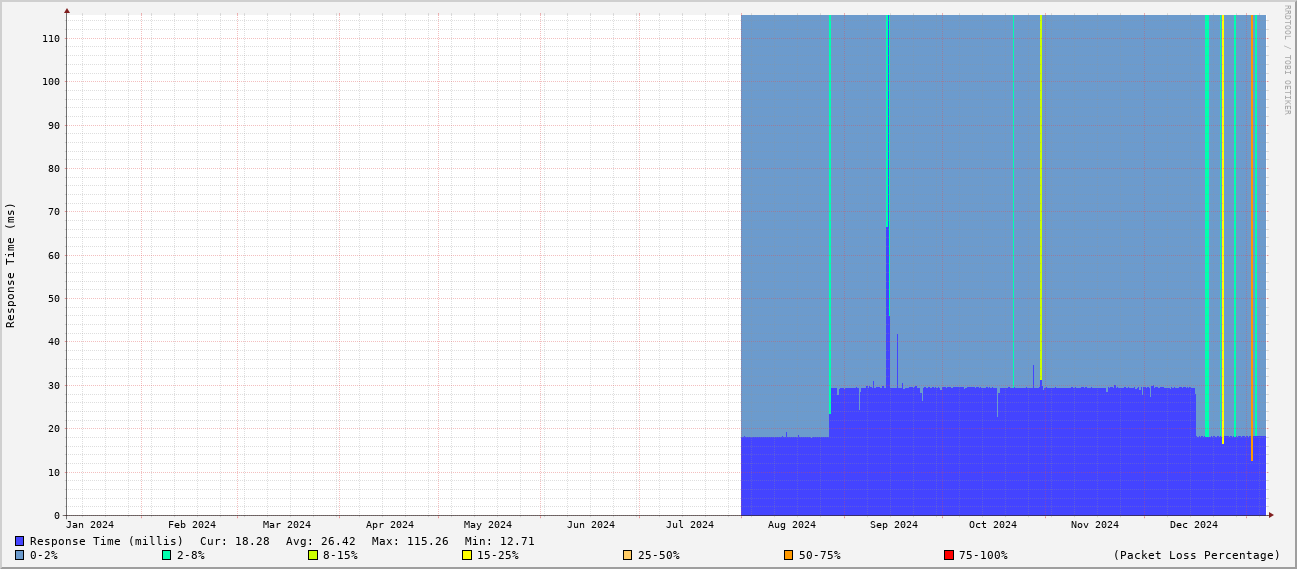 RRDTOOL / TOBI OETIKER
Response Time (ms)
110
100
90
80
70
60
50
40
30
20
10
0
Jan 2024 Feb 2024 Mar 2024 Apr 2024 May 2024 Jun 2024 Jul 2024 Aug 2024 Sep 2024 Oct 2024 Nov 2024 Dec 2024
Response Time (millis) Cur: 18.28 Avg: 26.42 Max: 115.26 Min: 12.71
0-2% 2-8% 8-15% 15-25% 25-50% 50-75% 75-100% (Packet Loss Percentage)